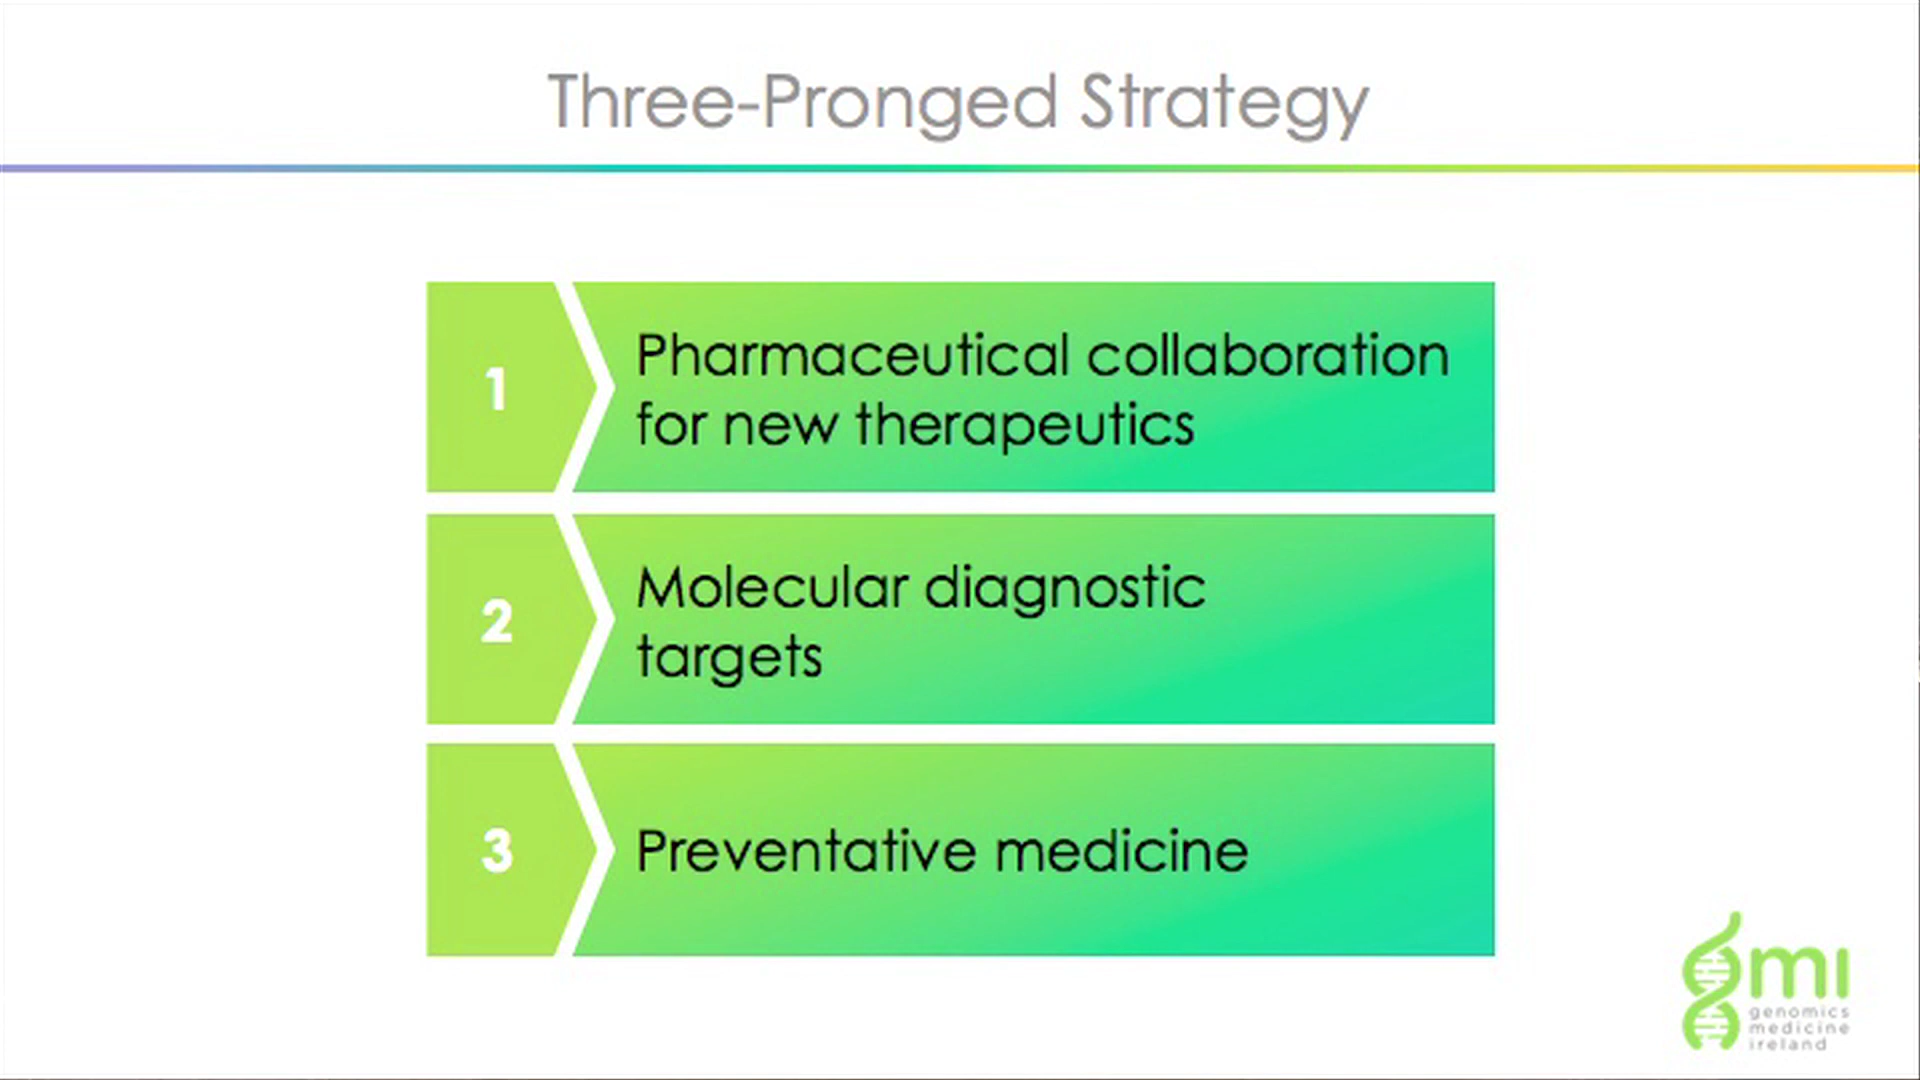 Three-Pronged Strategy
1
Pharmaceutical collaboration
for new therapeutics
2
Molecular diagnostic
targets
3
Preventative medicine
gmi
genomics
medicine
ireland